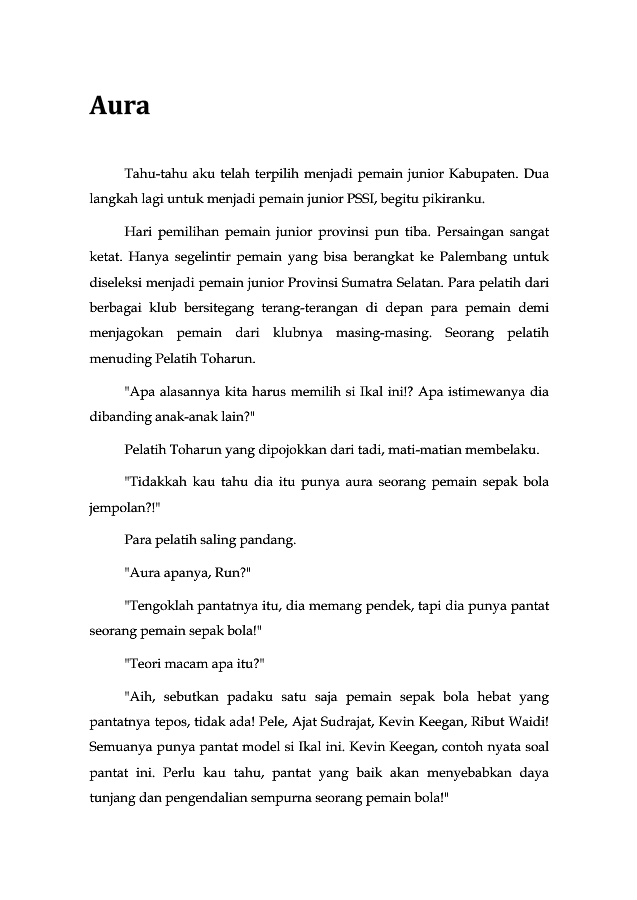 Aura
Tahu-tahu aku telah terpilih menjadi pemain junior Kabupaten. Dua
langkah lagi untuk menjadi pemain junior PSSI, begitu pikiranku.
Hari pemilihan pemain junior provinsi pun tiba. Persaingan sangat
ketat. Hanya segelintir pemain yang bisa berangkat ke Palembang untuk
diseleksi menjadi pemain junior Provinsi Sumatra Selatan. Para pelatih dari
berbagai klub bersitegang terang-terangan di depan para pemain demi
menjagokan pemain dari klubnya masing-masing. Seorang pelatih
menuding Pelatih Toharun.
"Apa alasannya kita harus memilih si Ikal ini!? Apa istimewanya dia
dibanding anak-anak lain?"
Pelatih Toharun yang dipojokkan dari tadi, mati-matian membelaku.
"Tidakkah kau tahu dia itu punya aura seorang pemain sepak bola
jempolan?!"
Para pelatih saling pandang.
"Aura apanya, Run?"
"Tengoklah pantatnya itu, dia memang pendek, tapi dia punya pantat
seorang pemain sepak bola!"
"Teori macam apa itu?"
"Aih, sebutkan padaku satu saja pemain sepak bola hebat yang
pantatnya tepos, tidak ada! Pele, Ajat Sudrajat, Kevin Keegan, Ribut Waidi!
Semuanya punya pantat model si Ikal ini. Kevin Keegan, contoh nyata soal
pantat ini. Perlu kau tahu, pantat yang baik akan menyebabkan daya
tunjang dan pengendalian sempurna seorang pemain bola!"